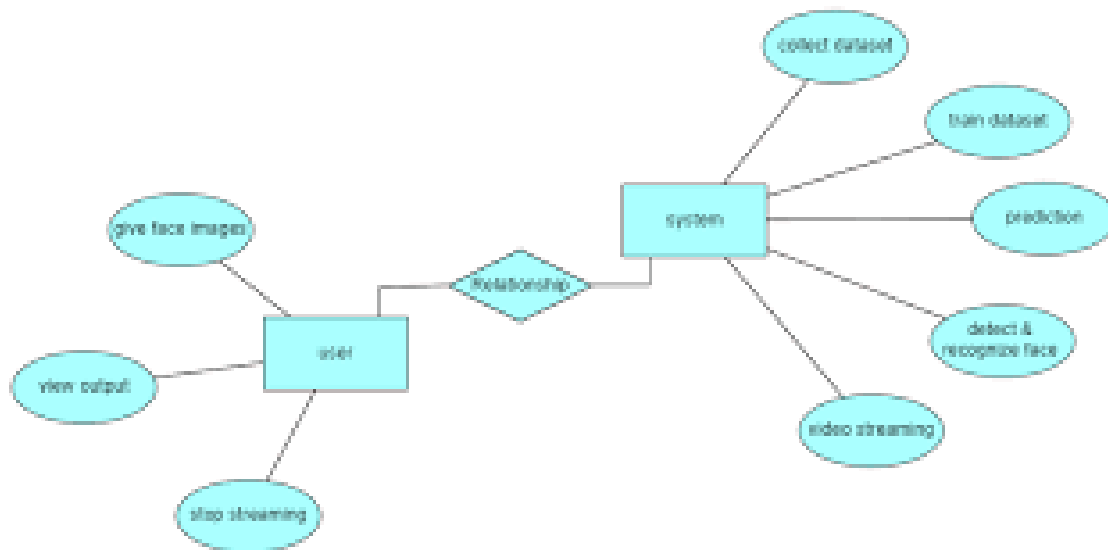 collect dataset
train dataset
system
prediction
give face images
Relationship
detect &
recognize face
user
view output
video streaming
stop streaming